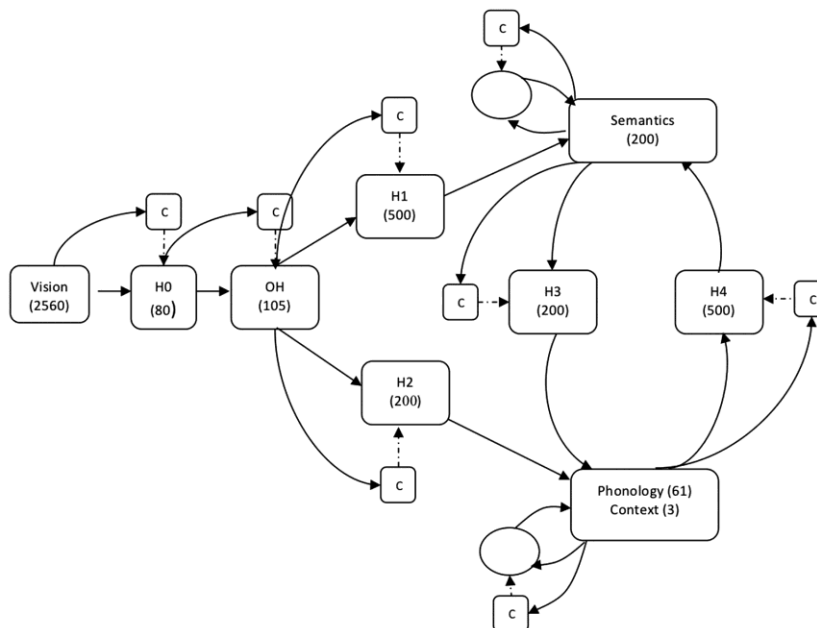 C
Semantics
(200)
C
H1
(500)
C
C
Vision
(2560)
H0
(80)
OH
(105)
C
H3
(200)
H4
(500)
C
H2
(200)
C
Phonology (61)
Context (3)
C